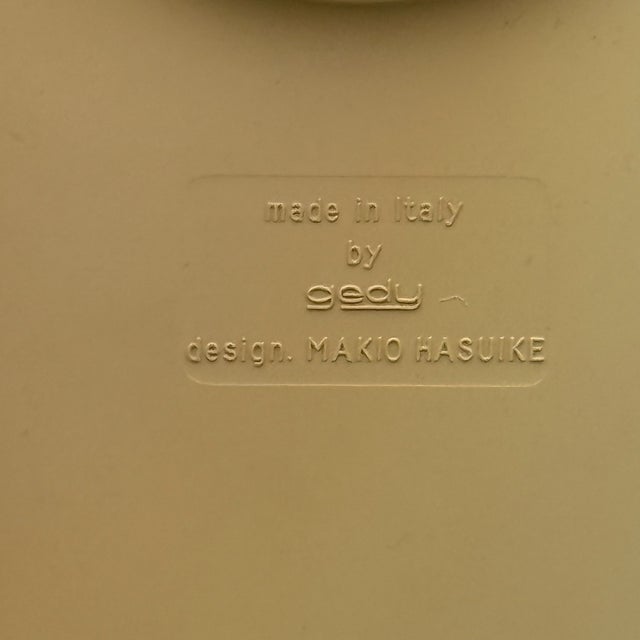 made in Italy
by
gedy
design. MAKIO HASUIKE